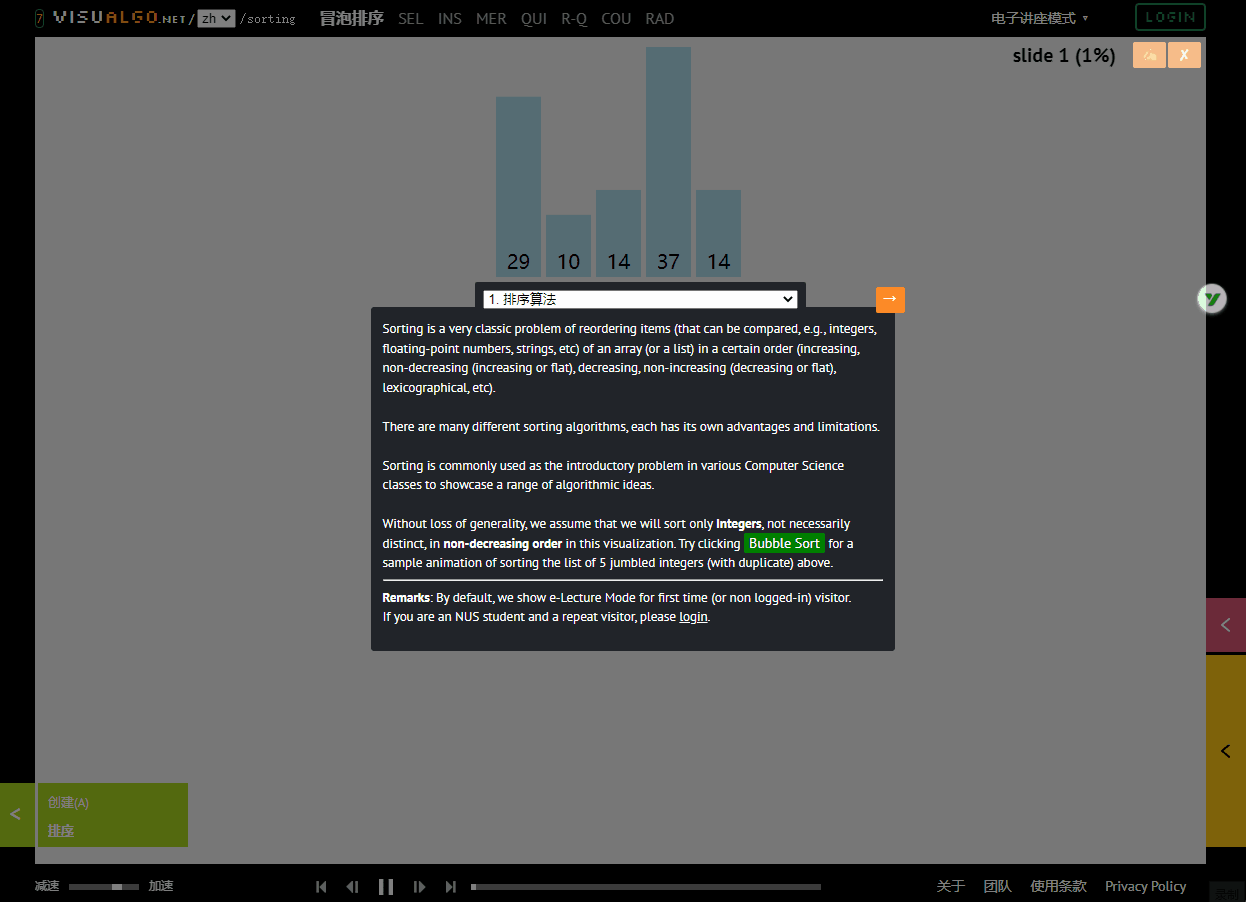 7 VISUALGO.NET / zh /sorting 冒泡排序 SEL INS MER QUI R-Q COU RAD 电子讲座模式 ▼ LOGIN
slide 1 (1%)
✗
29 10 14 37 14
1. 排序算法
→
Sorting is a very classic problem of reordering items (that can be compared, e.g., integers,
floating-point numbers, strings, etc) of an array (or a list) in a certain order (increasing,
non-decreasing (increasing or flat), decreasing, non-increasing (decreasing or flat),
lexicographical, etc).
There are many different sorting algorithms, each has its own advantages and limitations.
Sorting is commonly used as the introductory problem in various Computer Science
classes to showcase a range of algorithmic ideas.
Without loss of generality, we assume that we will sort only Integers, not necessarily
distinct, in non-decreasing order in this visualization. Try clicking Bubble Sort for a
sample animation of sorting the list of 5 jumbled integers (with duplicate) above.
Remarks: By default, we show e-Lecture Mode for first time (or non logged-in) visitor.
If you are an NUS student and a repeat visitor, please login.
<
<
<
创建(A)
排序
减速 加速 关于 团队 使用条款 Privacy Policy